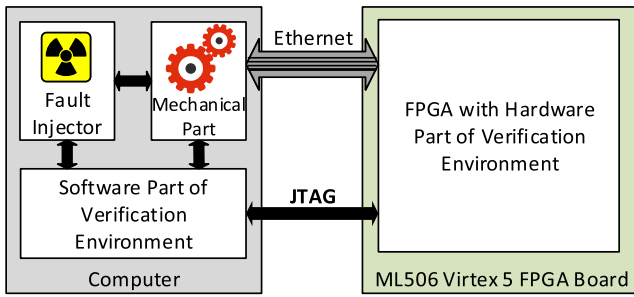 Ethernet
Fault
Injector
Mechanical
Part
FPGA with Hardware
Part of Verification
Environment
Software Part of
Verification
Environment
JTAG
Computer
ML506 Virtex 5 FPGA Board